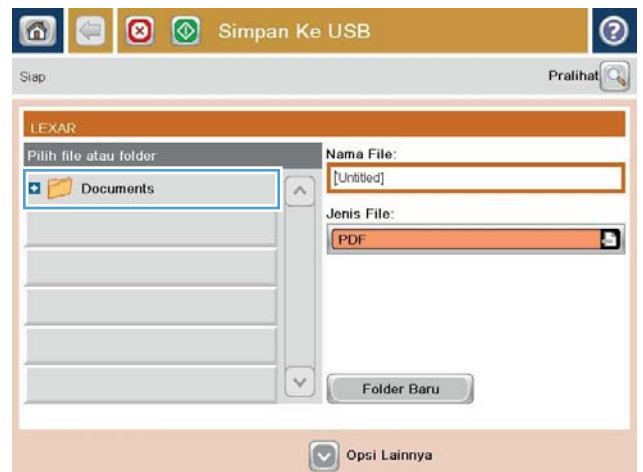 Simpan Ke USB
Siap
Pralihat
LEXAR
Pilih file atau folder
Nama File:
Documents
[Untitled]
Jenis File:
PDF
Folder Baru
Opsi Lainnya